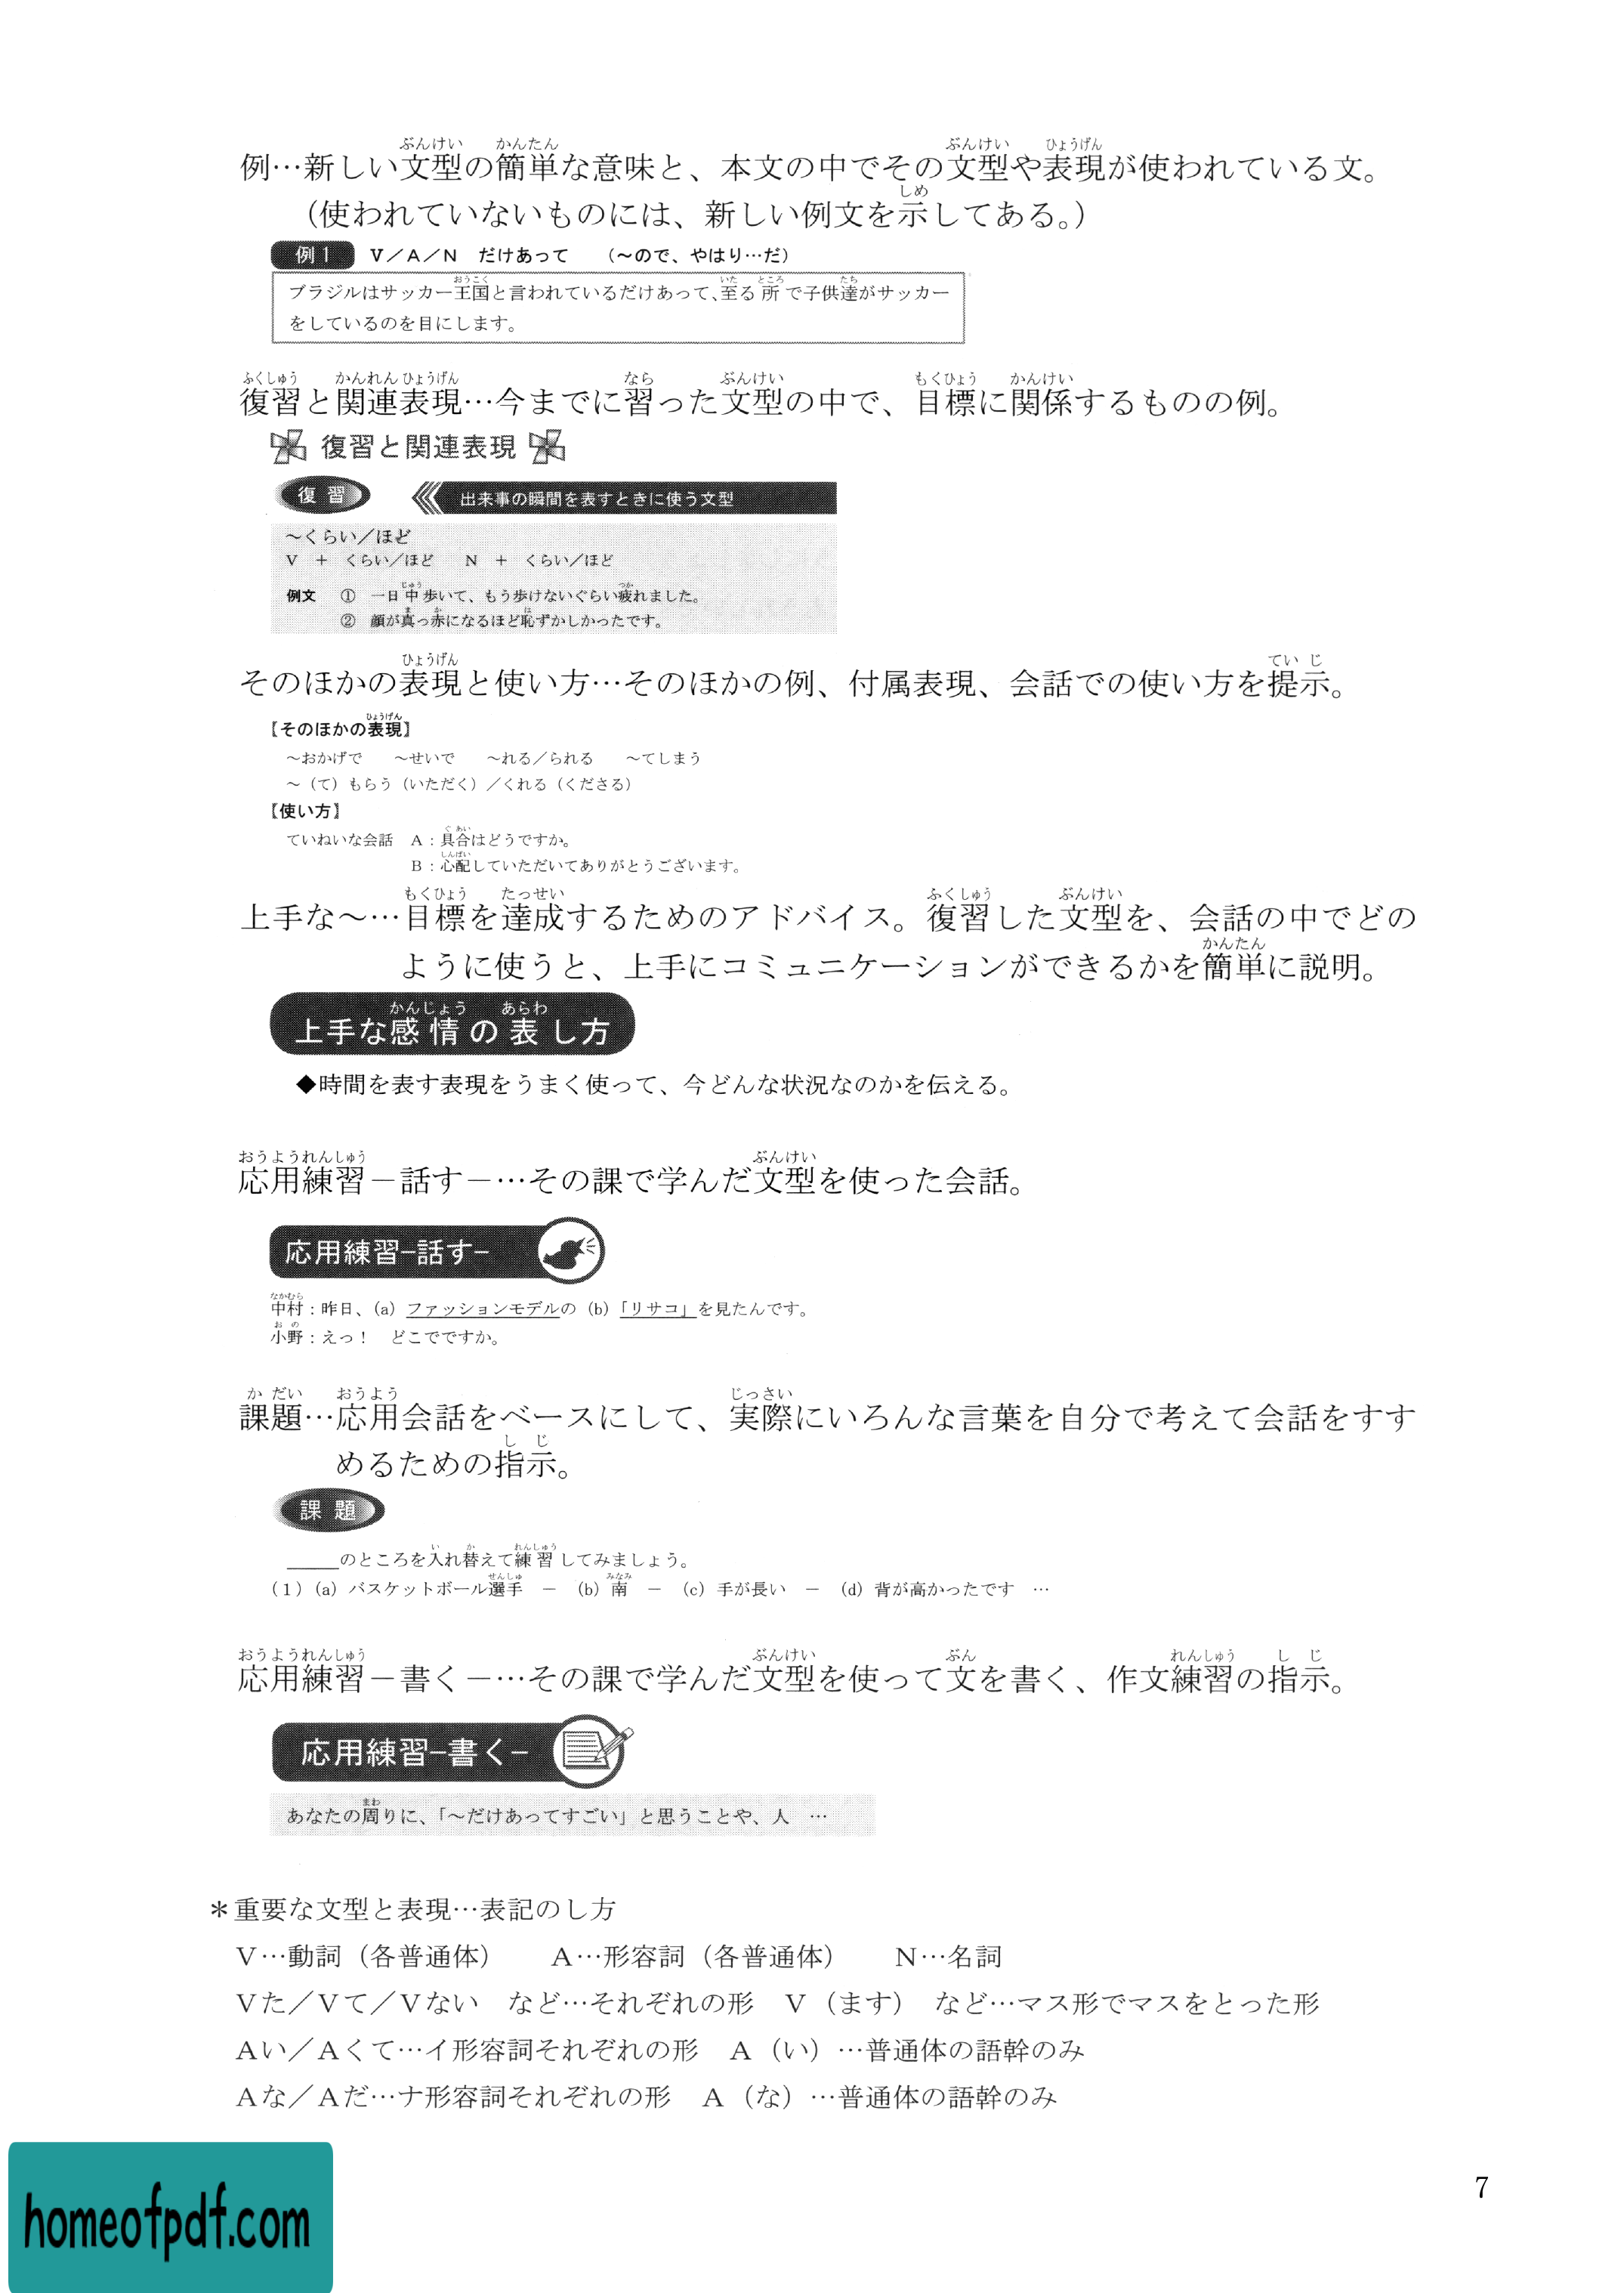 例…新しい文型の簡単な意味と、本文の中でその文型や表現が使われている文。
(使われていないものには、新しい例文を示してある。)
例1 V/A/N だけあって (〜ので、やはり…だ)
ブラジルはサッカー王国と言われているだけあって、至る所で子供達がサッカー
をしているのを目にします。
復習と関連表現…今までに習った文型の中で、目標に関係するものの例。
復習と関連表現
復習 出来事の瞬間を表すときに使う文型
〜くらい/ほど
V + くらい/ほど N + くらい/ほど
例文 ① 一日中歩いて、もう歩けないぐらい疲れました。
② 顔が真っ赤になるほど恥ずかしかったです。
そのほかの表現と使い方…そのほかの例、付属表現、会話での使い方を提示。
【そのほかの表現】
〜おかげで 〜せいで 〜れる/られる 〜てしまう
〜(て)もらう(いただく)/くれる(くださる)
【使い方】
ていねいな会話 A:具合はどうですか。
B:心配していただいてありがとうございます。
上手な〜…目標を達成するためのアドバイス。復習した文型を、会話の中でどの
ように使うと、上手にコミュニケーションができるかを簡単に説明。
上手な感情の表し方
◆時間を表す表現をうまく使って、今どんな状況なのかを伝える。
応用練習-話す-…その課で学んだ文型を使った会話。
応用練習-話す-
中村:昨日、(a)ファッションモデルの(b)「リサコ」を見たんです。
小野:えっ! どこでですか。
課題…応用会話をベースにして、実際にいろんな言葉を自分で考えて会話をすす
めるための指示。
課題
____のところを入れ替えて練習してみましょう。
(1)(a)バスケットボール選手 - (b)南 - (c)手が長い - (d)背が高かったです …
応用練習-書く-…その課で学んだ文型を使って文を書く、作文練習の指示。
応用練習-書く-
あなたの周りに、「〜だけあってすごい」と思うことや、人 …
*重要な文型と表現…表記のし方
V…動詞(各普通体) A…形容詞(各普通体) N…名詞
Vた/Vて/Vない など…それぞれの形 V(ます) など…マス形でマスをとった形
Aい/Aくて…イ形容詞それぞれの形 A(い)…普通体の語幹のみ
Aな/Aだ…ナ形容詞それぞれの形 A(な)…普通体の語幹のみ
7
homeofpdf.com